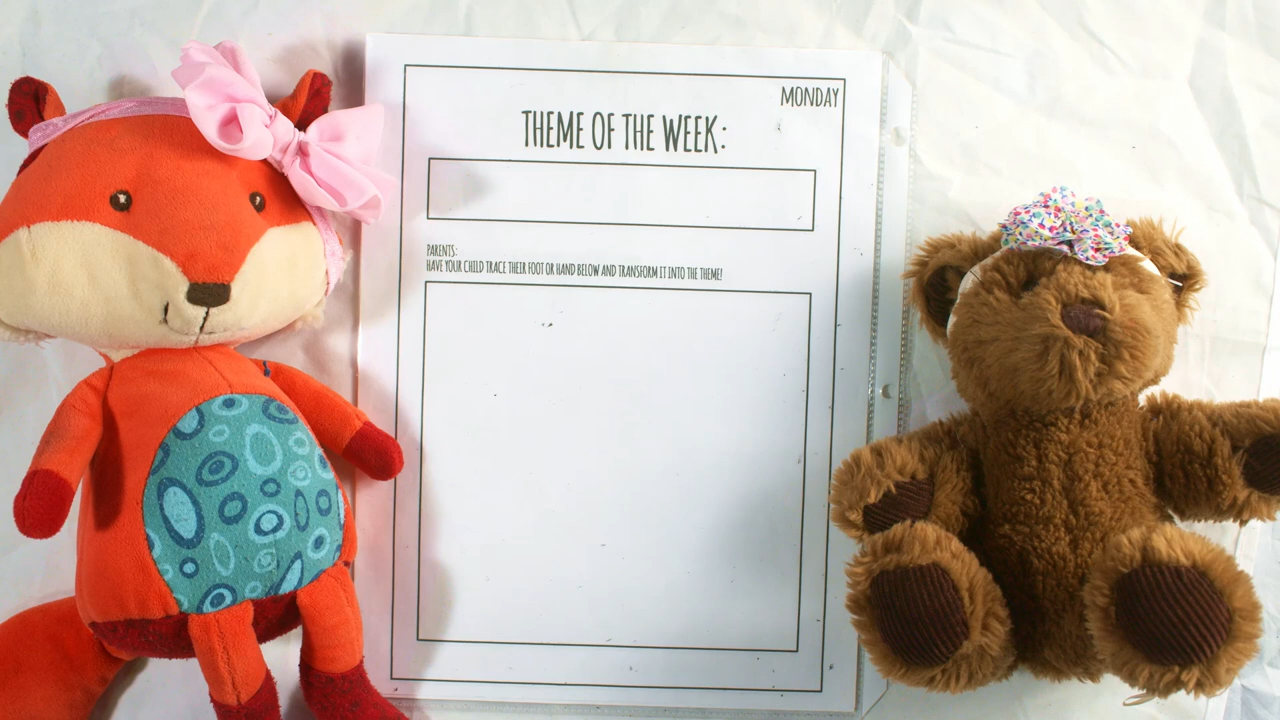 MONDAY
THEME OF THE WEEK:
PARENTS:
HAVE YOUR CHILD TRACE THEIR FOOT OR HAND BELOW AND TRANSFORM IT INTO THE THEME!